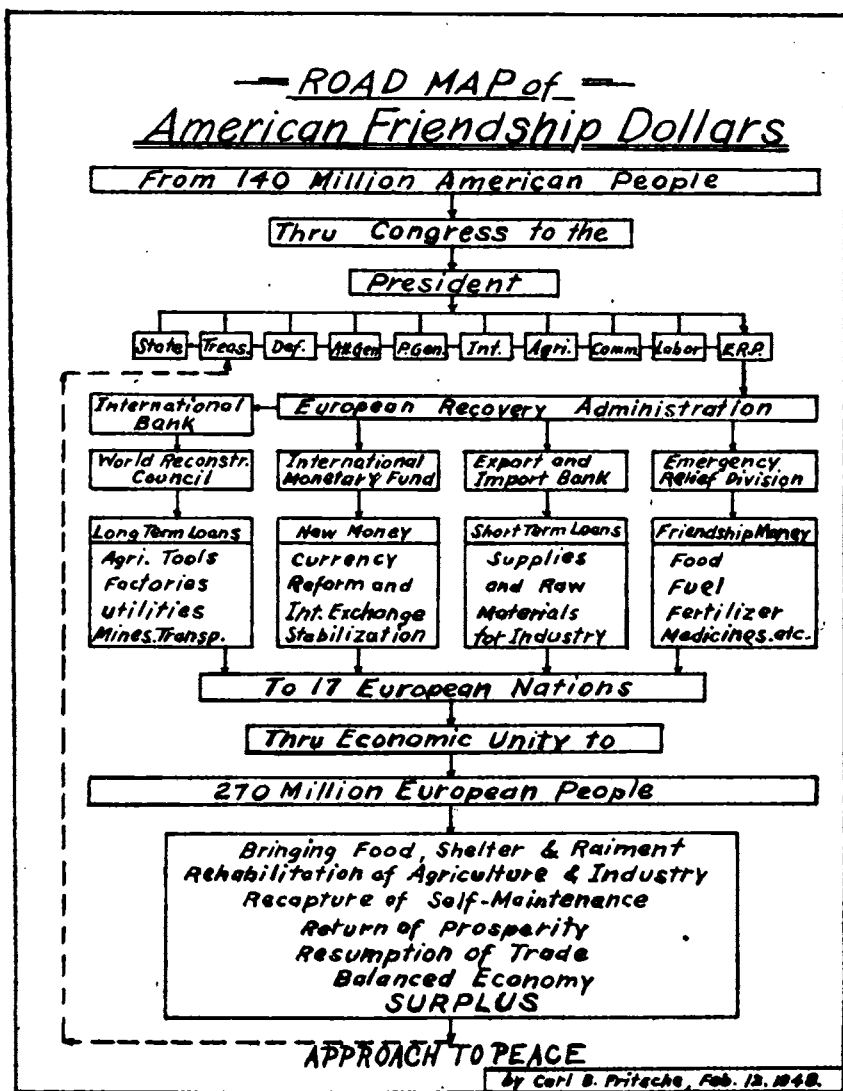 ROAD MAP of
American Friendship Dollars
From 140 Million American People
Thru Congress to the
President
State Treas. Def. Att.Gen P.Gen. Int. Agri. Comm. Labor E.R.P.
International
Bank
European Recovery Administration
World Reconstr.
Council
International
Monetary Fund
Export and
Import Bank
Emergency
Relief Division
Long Term Loans
Agri. Tools
Factories
Utilities
Mines. Transp.
New Money
Currency
Reform and
Int. Exchange
Stabilization
Short Term Loans
Supplies
and Raw
Materials
for Industry
Friendship Money
Food
Fuel
Fertilizer
Medicines. etc.
To 17 European Nations
Thru Economic Unity to
270 Million European People
Bringing Food, Shelter & Raiment
Rehabilitation of Agriculture & Industry
Recapture of Self-Maintenance
Return of Prosperity
Resumption of Trade
Balanced Economy
SURPLUS
APPROACH TO PEACE
by Carl B. Fritsche, Feb. 12, 1948.